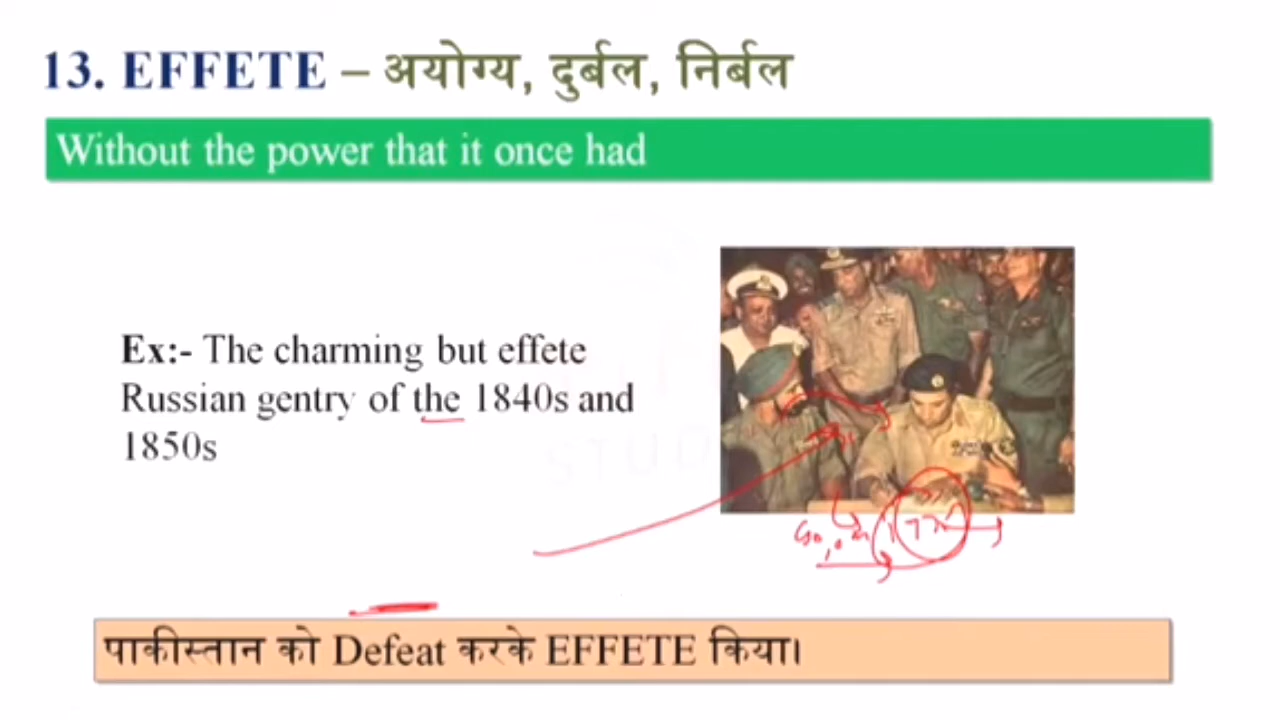 13. EFFETE – अयोग्य, दुर्बल, निर्बल
Without the power that it once had
Ex:- The charming but effete
Russian gentry of the 1840s and
1850s
पाकीस्तान को Defeat करके EFFETE किया।